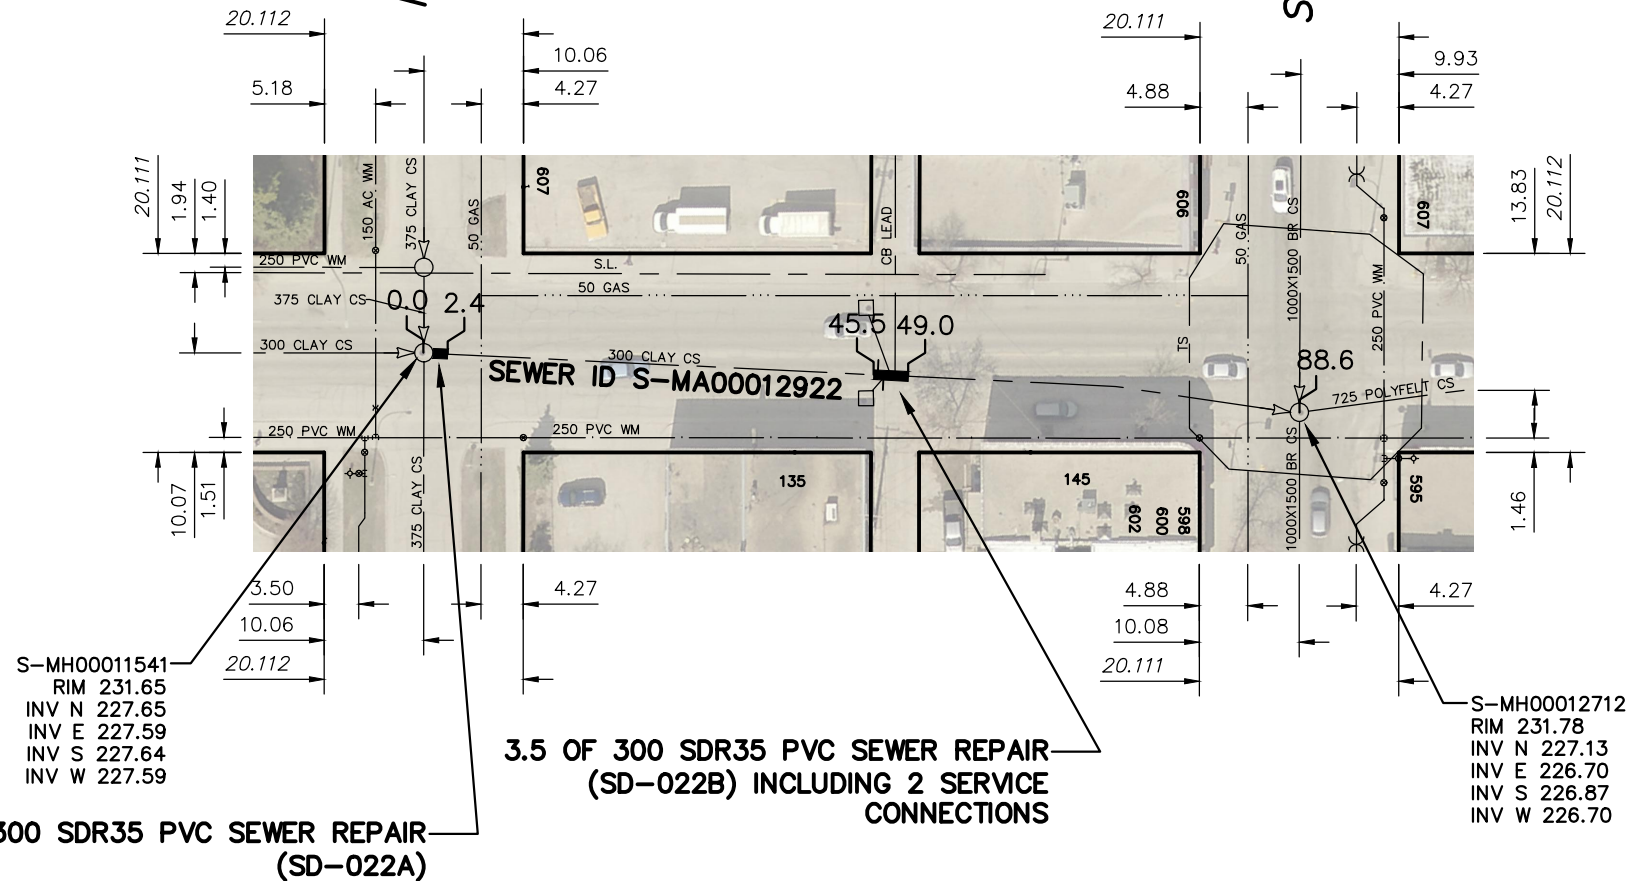 20.112
10.06
5.18
4.27
20.111
9.93
4.88
4.27
20.111
1.94
1.40
13.83
20.112
150 AC WM
375 CLAY CS
50 GAS
607
CB LEAD
606
50 GAS
1000X1500 BR CS
607
250 PVC WM
S.L.
50 GAS
375 CLAY CS
0.0
2.4
45.5
49.0
300 CLAY CS
300 CLAY CS
SEWER ID S-MA00012922
TS
250 PVC WM
88.6
725 POLYFELT CS
250 PVC WM
250 PVC WM
10.07
1.51
375 CLAY CS
135
145
602
600
598
1000X1500 BR CS
595
1.46
3.50
4.27
10.06
20.112
4.88
4.27
10.08
20.111
S-MH00011541
RIM 231.65
INV N 227.65
INV E 227.59
INV S 227.64
INV W 227.59
3.5 OF 300 SDR35 PVC SEWER REPAIR
(SD-022B) INCLUDING 2 SERVICE
CONNECTIONS
S-MH00012712
RIM 231.78
INV N 227.13
INV E 226.70
INV S 226.87
INV W 226.70
300 SDR35 PVC SEWER REPAIR
(SD-022A)